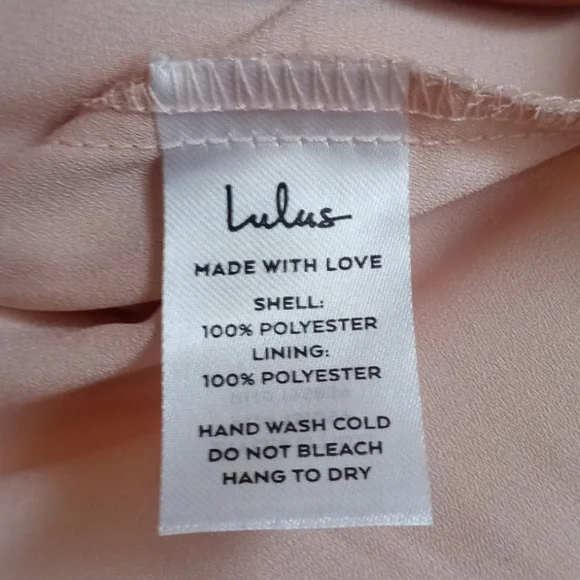 Lulus
MADE WITH LOVE
SHELL:
100% POLYESTER
LINING:
100% POLYESTER
HAND WASH COLD
DO NOT BLEACH
HANG TO DRY